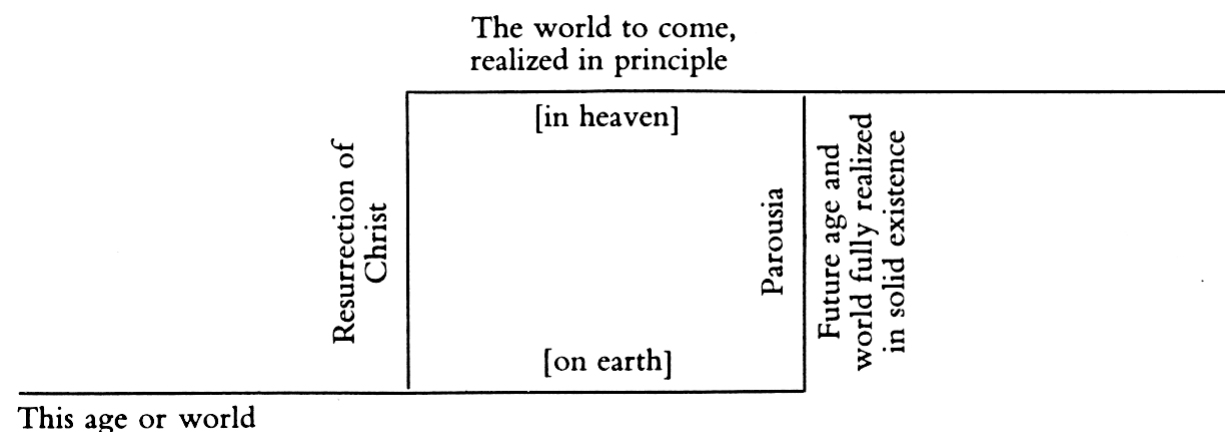 The world to come,
realized in principle
[in heaven]
Resurrection of
Christ
Parousia
Future age and
world fully realized
in solid existence
[on earth]
This age or world